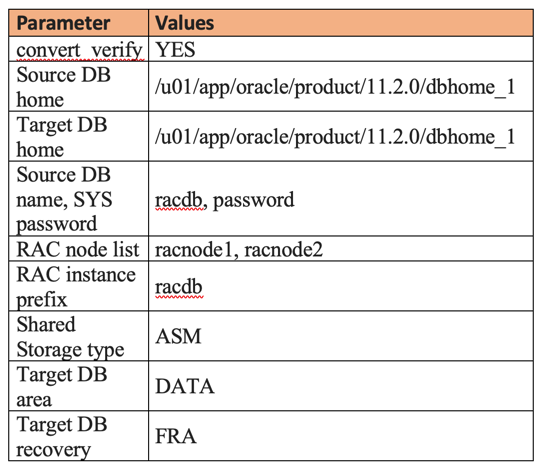 Parameter Values
convert_verify YES
Source DB
home
/u01/app/oracle/product/11.2.0/dbhome_1
Target DB
home
/u01/app/oracle/product/11.2.0/dbhome_1
Source DB
name, SYS
password
racdb, password
RAC node list racnode1, racnode2
RAC instance
prefix
racdb
Shared
Storage type
ASM
Target DB
area
DATA
Target DB
recovery
FRA